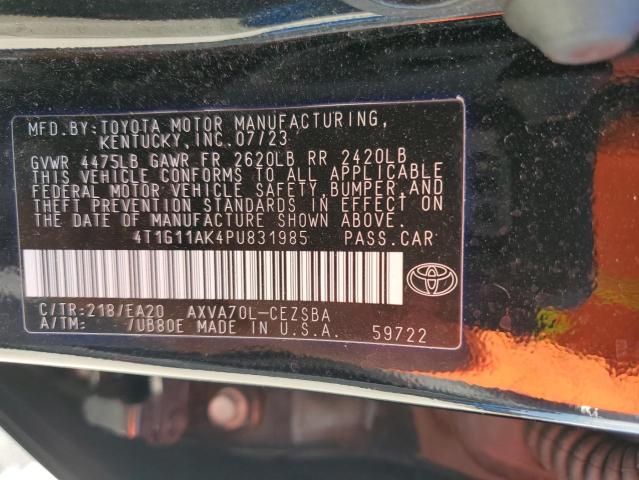 MFD.BY:TOYOTA MOTOR MANUFACTURING,
KENTUCKY,INC.07/23
GVWR 4475LB GAWR FR 2620LB RR 2420LB
THIS VEHICLE CONFORMS TO ALL APPLICABLE
FEDERAL MOTOR VEHICLE SAFETY,BUMPER,AND
THEFT PREVENTION STANDARDS IN EFFECT ON
THE DATE OF MANUFACTURE SHOWN ABOVE.
4T1G11AK4PU831985 PASS.CAR
C/TR:218/EA20 AXVA70L-CEZSBA
A/TM: /UB80E MADE IN U.S.A. 59722